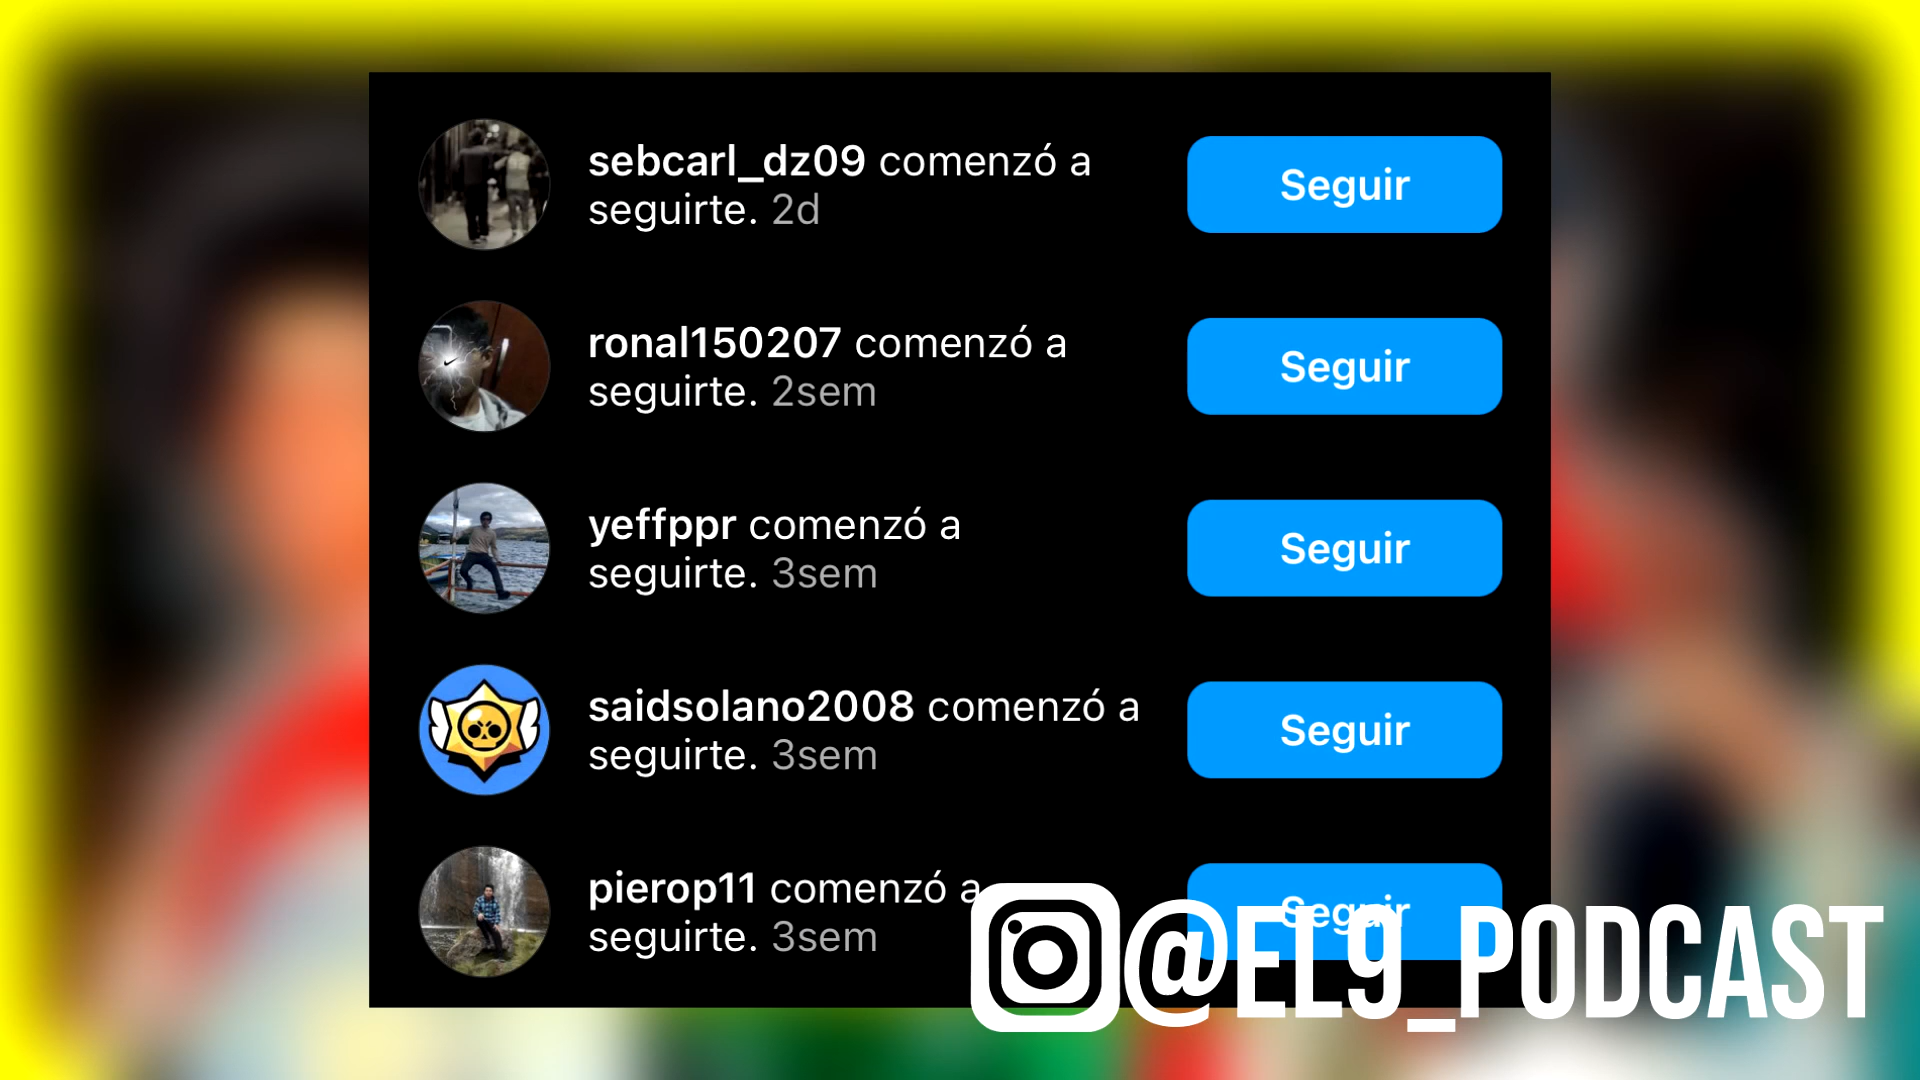 sebcarl_dz09 comenzó a
seguirte. 2d
Seguir
ronal150207 comenzó a
seguirte. 2sem
Seguir
yeffppr comenzó a
seguirte. 3sem
Seguir
saidsolano2008 comenzó a
seguirte. 3sem
Seguir
pierop11 comenzó a
seguirte. 3sem
Seguir
@EL9_PODCAST